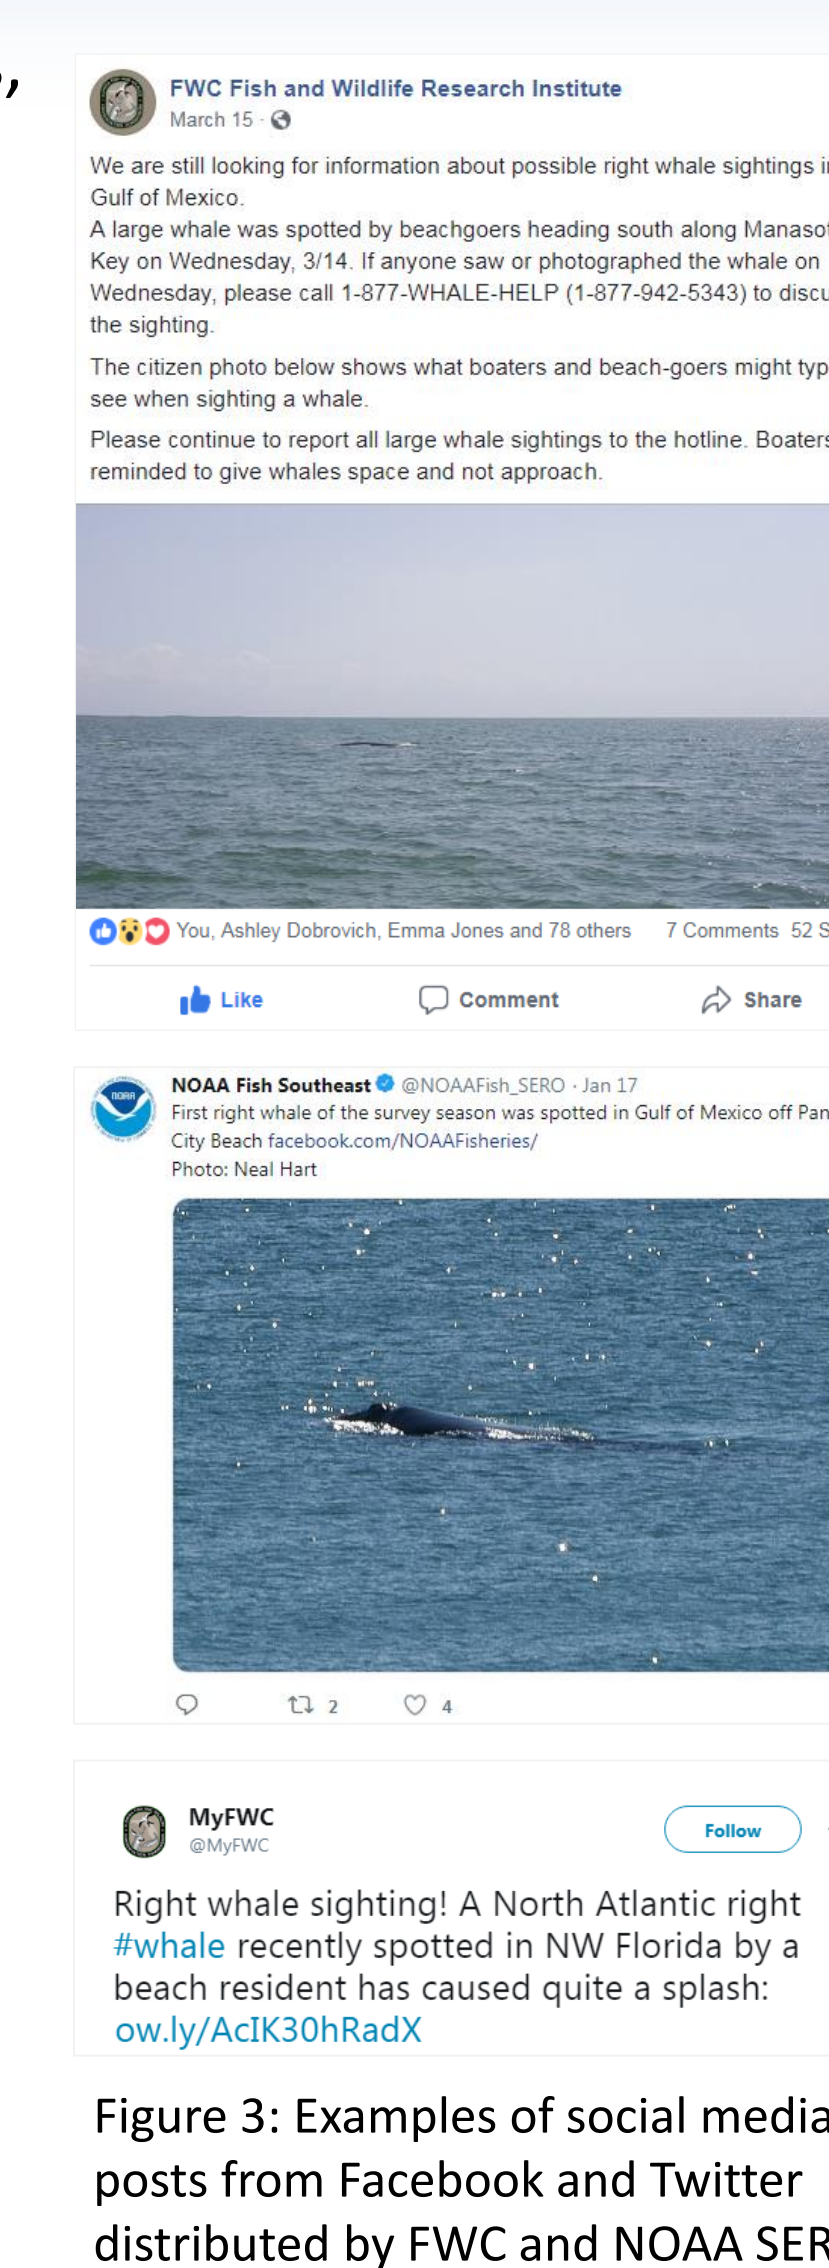 ,
FWC Fish and Wildlife Research Institute
March 15 ·
We are still looking for information about possible right whale sightings
Gulf of Mexico.
A large whale was spotted by beachgoers heading south along
Key on Wednesday, 3/14. If anyone saw or photographed the whale on
Wednesday, please call 1-877-WHALE-HELP (1-877-942-5343) to
the sighting.
The citizen photo below shows what boaters and beach-goers might
see when sighting a whale.
Please continue to report all large whale sightings to the hotline. Boaters
reminded to give whales space and not approach.
You, Ashley Dobrovich, Emma Jones and 78 others 7 Comments 52
Like Comment Share
NOAA
NOAA Fish Southeast @NOAAFish_SERO · Jan 17
First right whale of the survey season was spotted in Gulf of Mexico off
City Beach facebook.com/NOAAFisheries/
Photo: Neal Hart
2 4
MyFWC
@MyFWC
Follow
Right whale sighting! A North Atlantic right
#whale recently spotted in NW Florida by a
beach resident has caused quite a splash:
ow.ly/AcIK30hRadX
Figure 3: Examples of social media
posts from Facebook and Twitter
distributed by FWC and NOAA